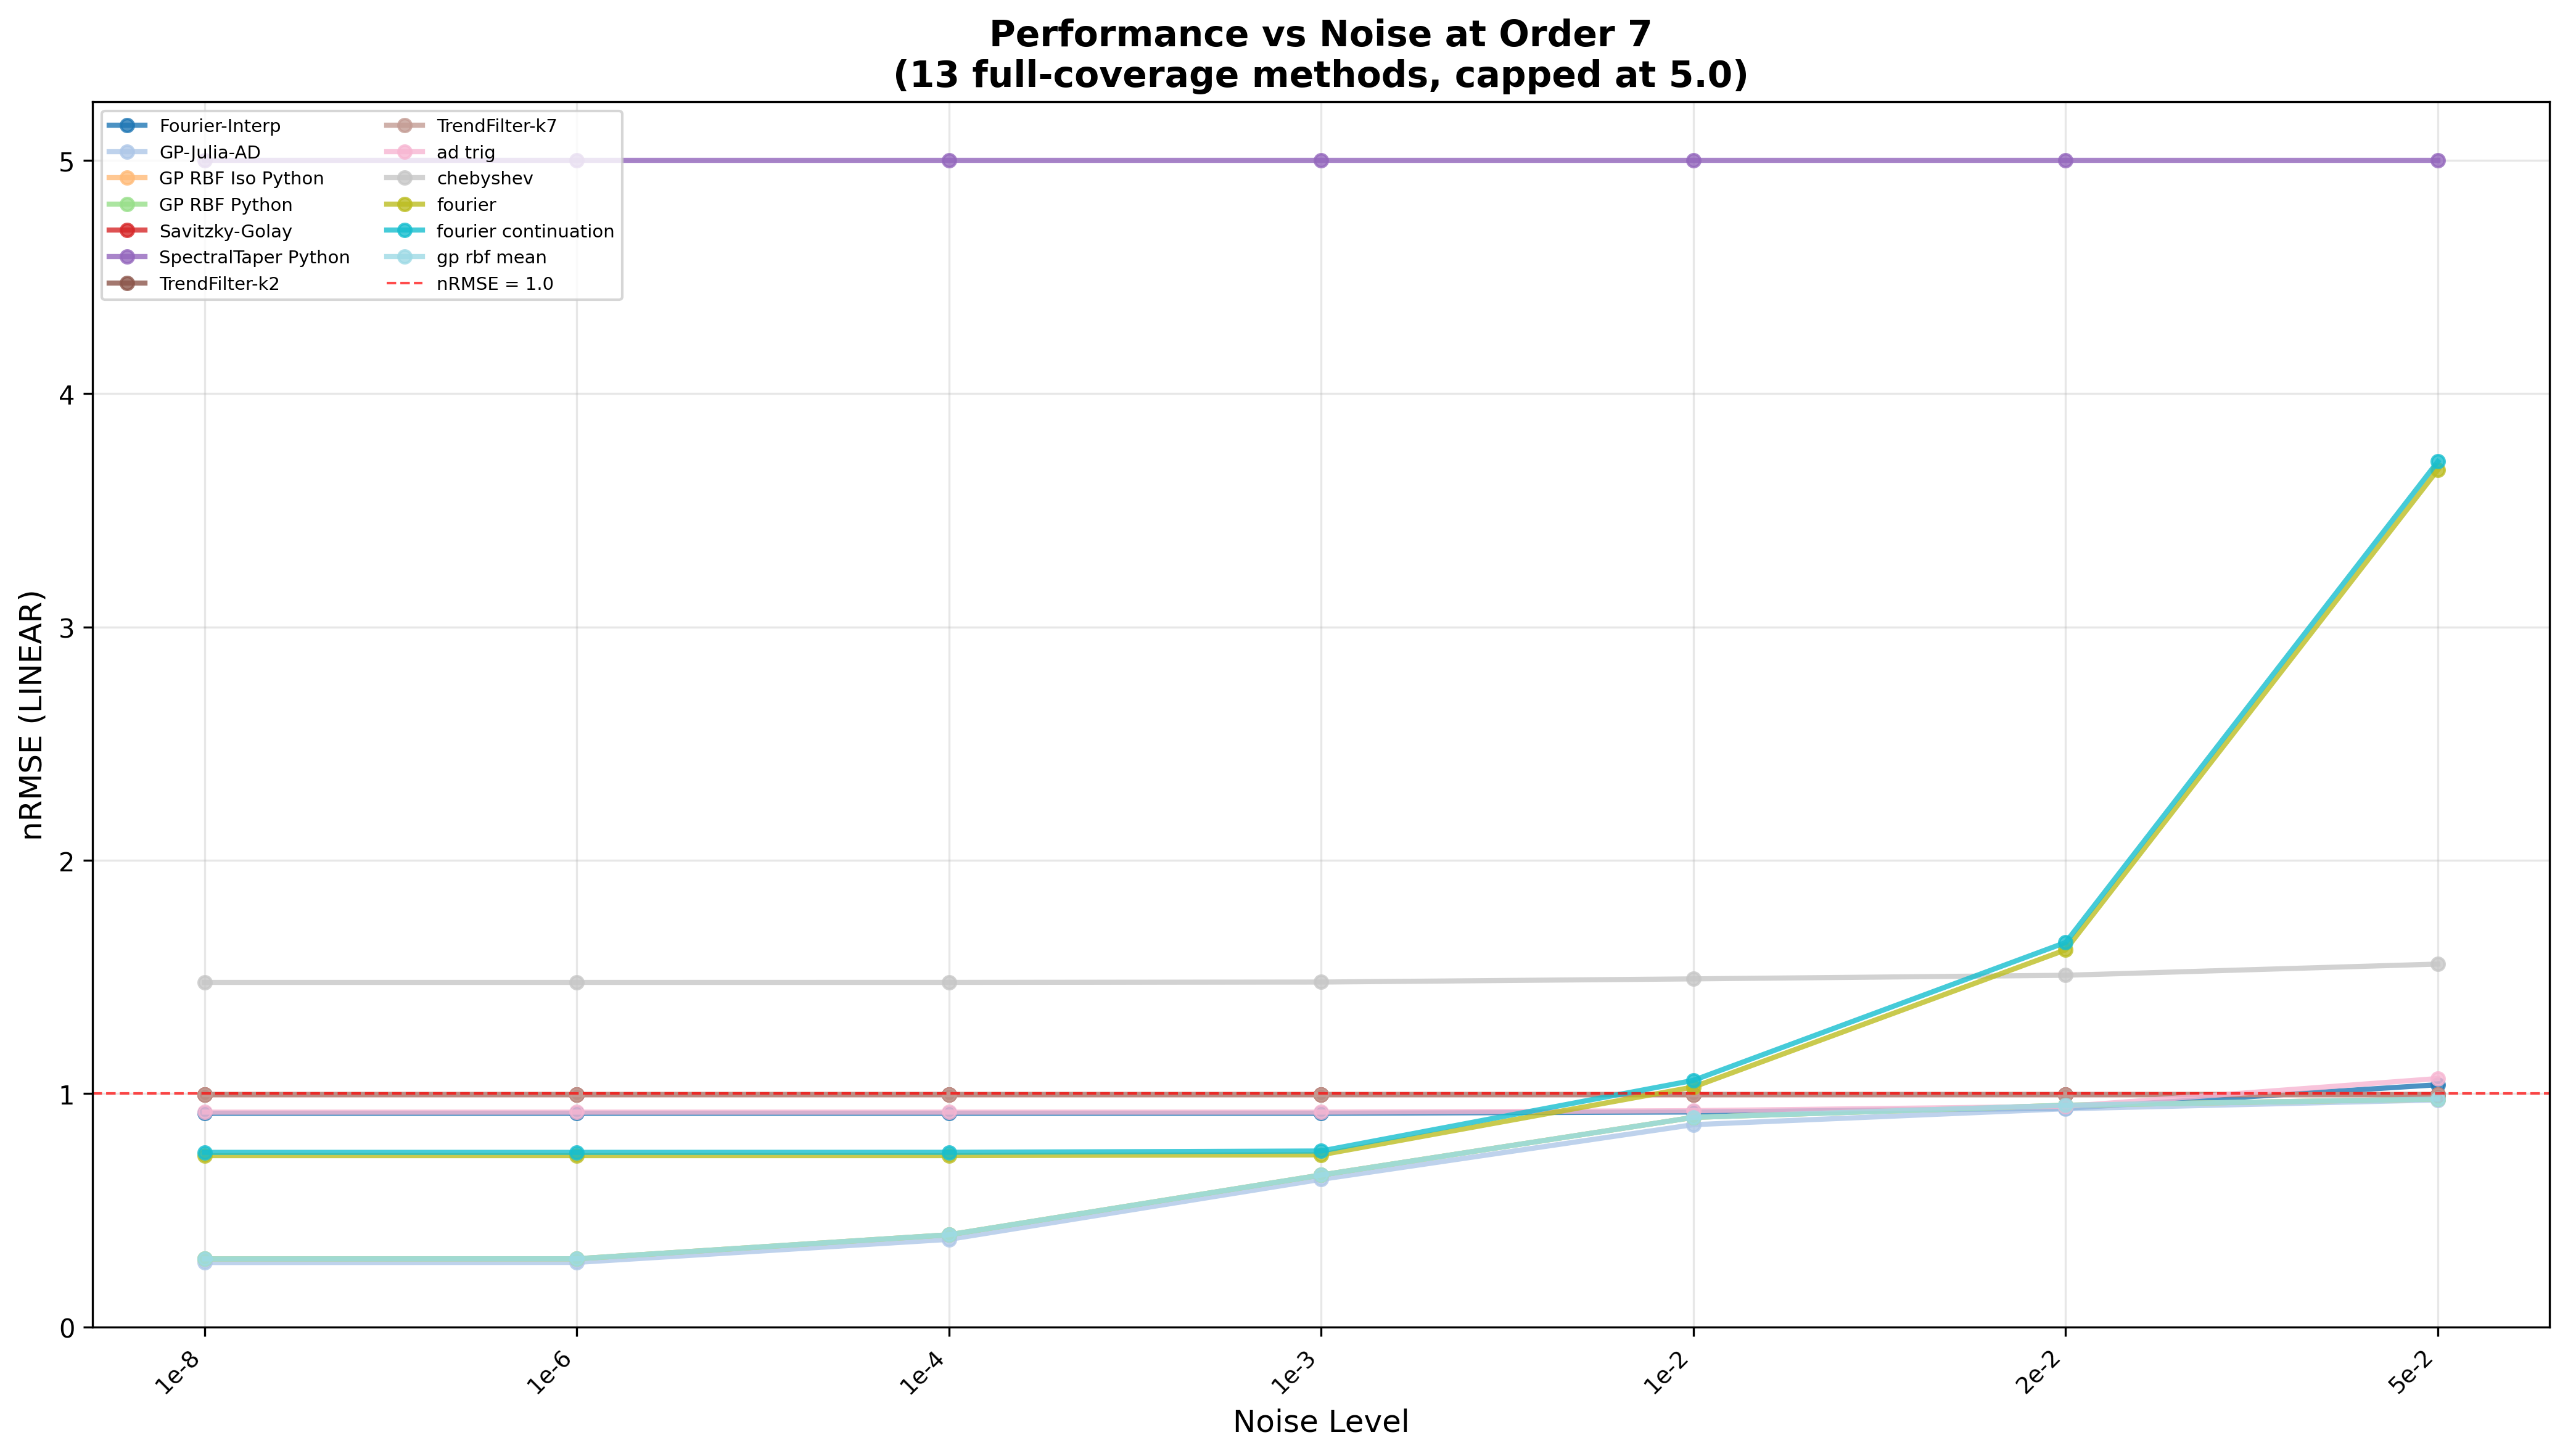 Performance vs Noise at Order 7
(13 full-coverage methods, capped at 5.0)
Fourier-Interp
GP-Julia-AD
GP RBF Iso Python
GP RBF Python
Savitzky-Golay
SpectralTaper Python
TrendFilter-k2
TrendFilter-k7
ad trig
chebyshev
fourier
fourier continuation
gp rbf mean
nRMSE = 1.0
nRMSE (LINEAR)
5
4
3
2
1
0
1e-8
1e-6
1e-4
1e-3
1e-2
2e-2
5e-2
Noise Level